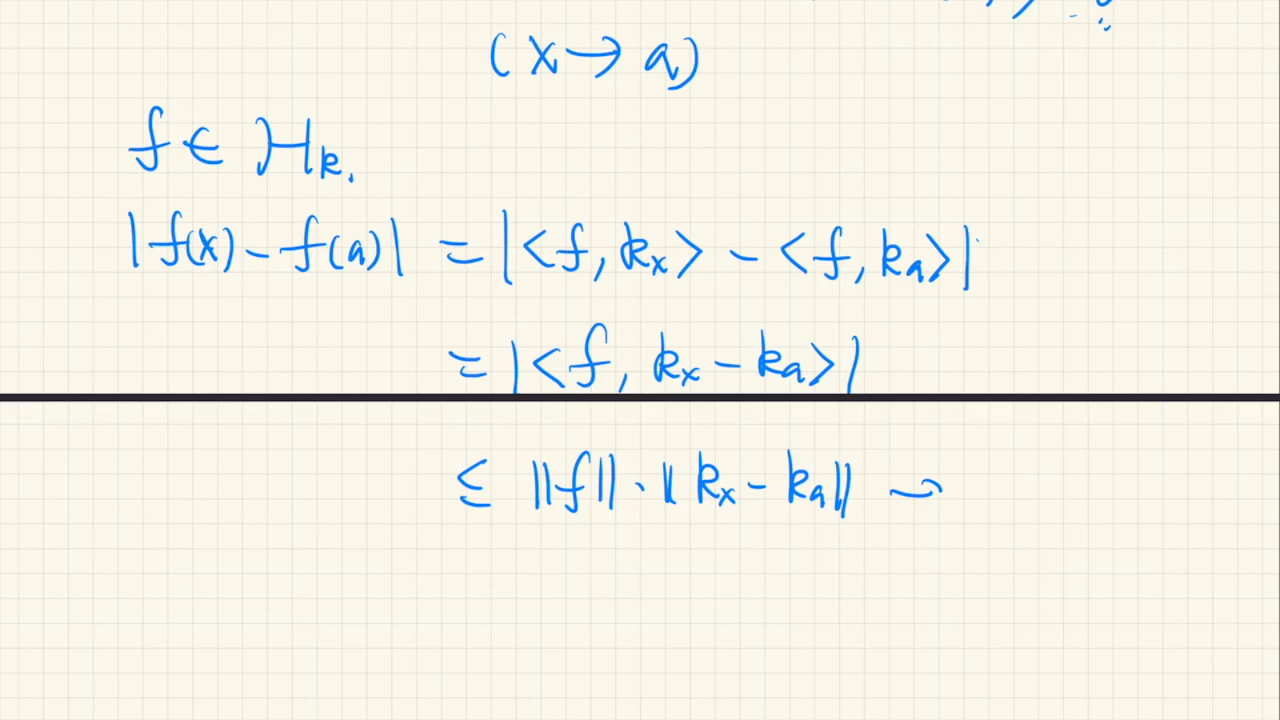 (x → a)
f ∈ H_k.
|f(x) - f(a)| = |<f, k_x> - <f, k_a>|
= |<f, k_x - k_a>|
≤ ||f|| · ||k_x - k_a|| →